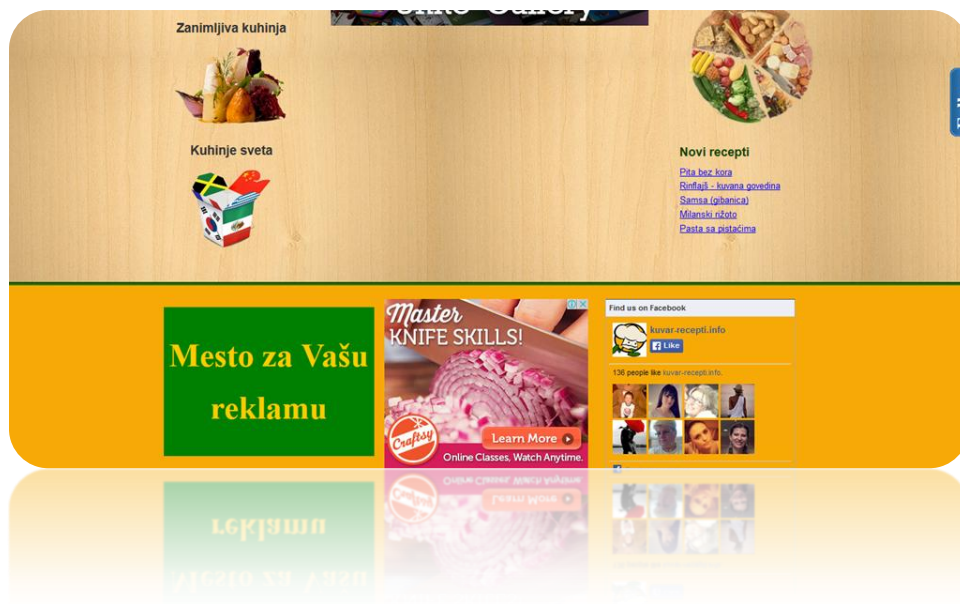 Zanimljiva kuhinja
Kuhinje sveta
Novi recepti
Pita bez kora
Rinflajš - kuvana govedina
Samsa (gibanica)
Milanski rižoto
Pasta sa pistaćima
Mesto za Vašu
reklamu
Master
KNIFE SKILLS!
Craftsy
Learn More
Online Classes, Watch Anytime.
Find us on Facebook
kuvar-recepti.info
Like
136 people like kuvar-recepti.info.